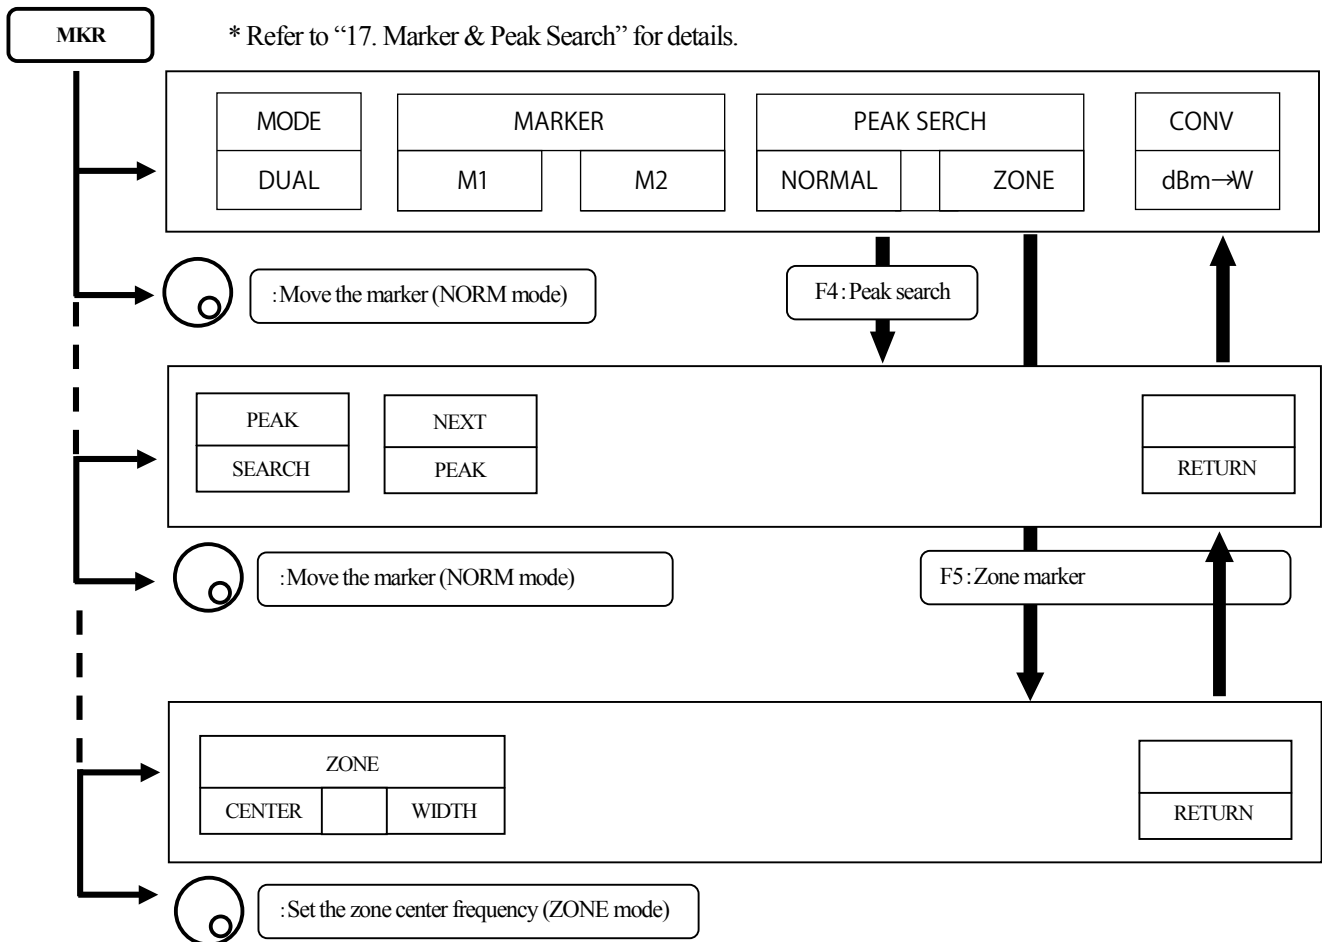 MKR
* Refer to “17. Marker & Peak Search” for details.
MODE MARKER PEAK SERCH CONV
DUAL M1 M2 NORMAL ZONE dBm→W
:Move the marker (NORM mode)
F4:Peak search
PEAK NEXT
SEARCH PEAK RETURN
:Move the marker (NORM mode)
F5:Zone marker
ZONE
CENTER WIDTH RETURN
:Set the zone center frequency (ZONE mode)